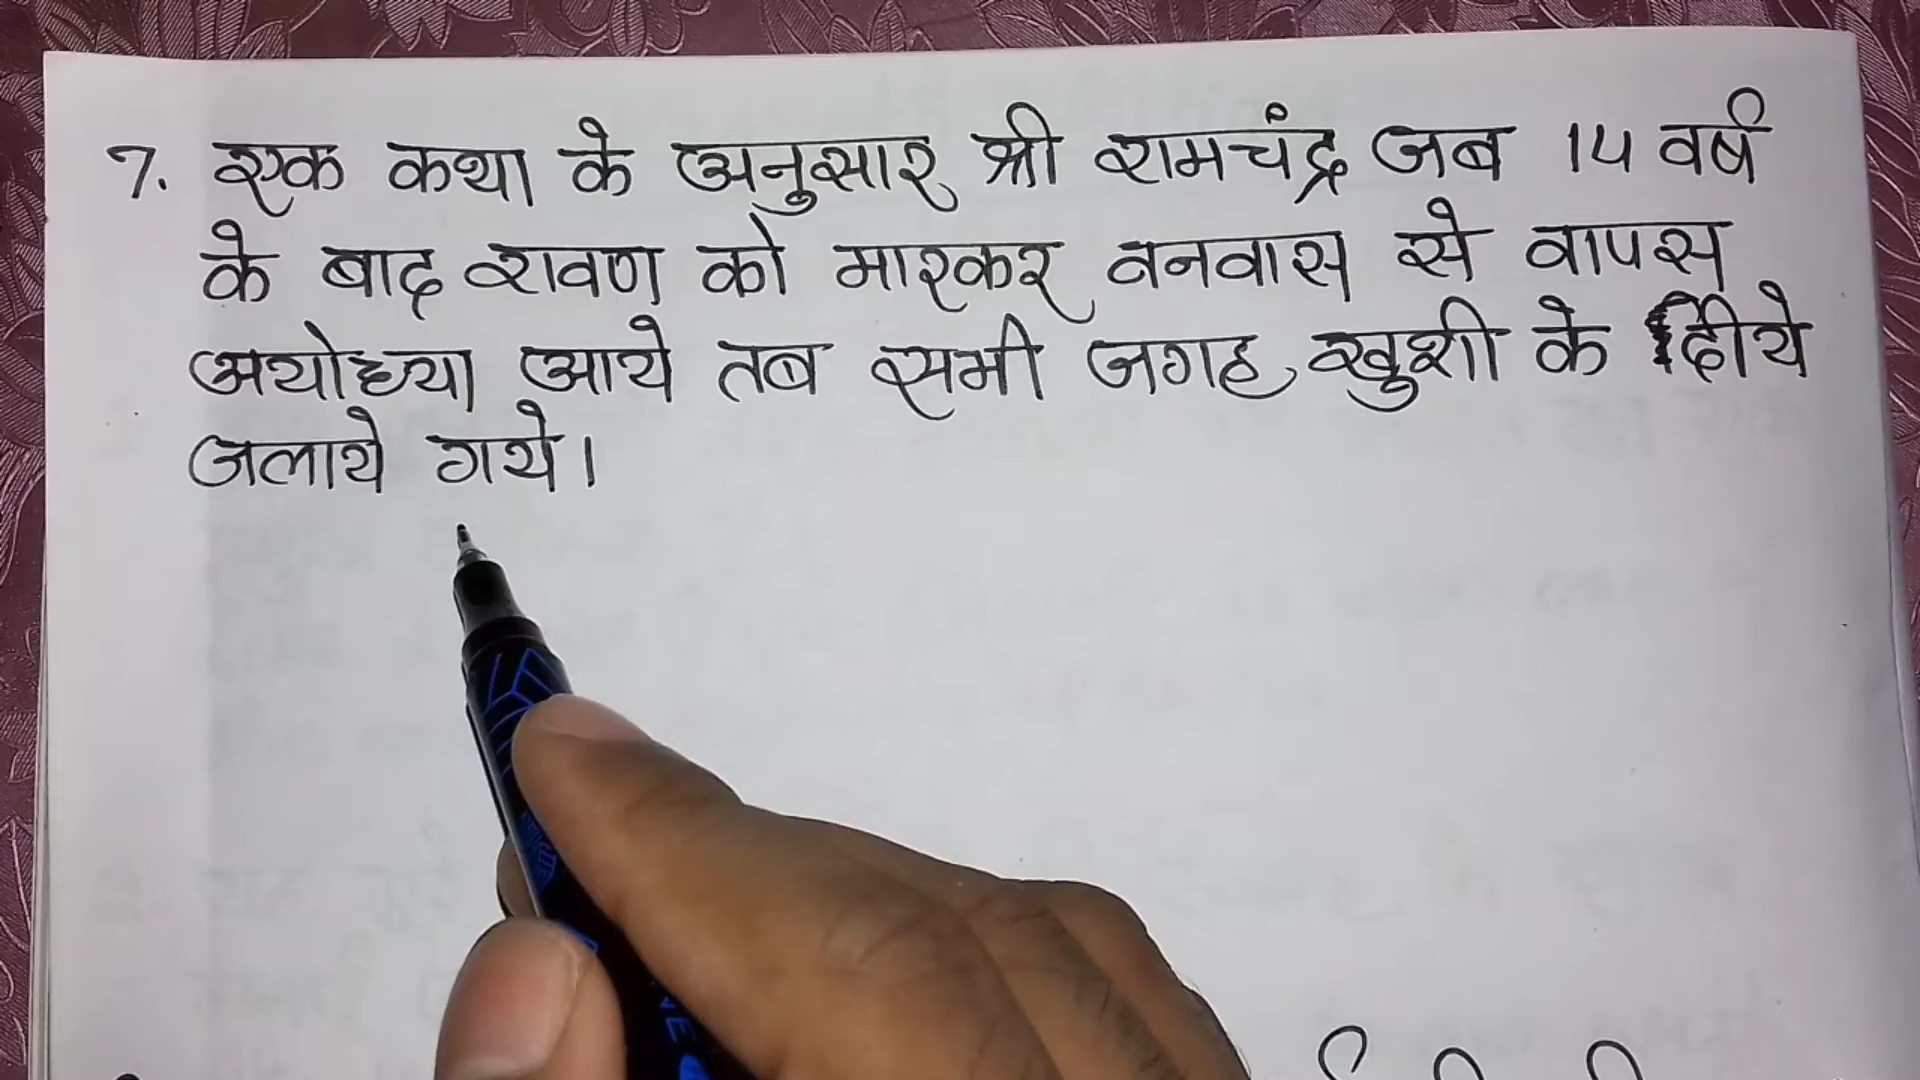 7. एक कथा के अनुसार श्री रामचंद्र जब 14 वर्ष
के बाद रावण को मारकर वनवास से वापस
अयोध्या आये तब सभी जगह खुशी के दीये
जलाये गये।